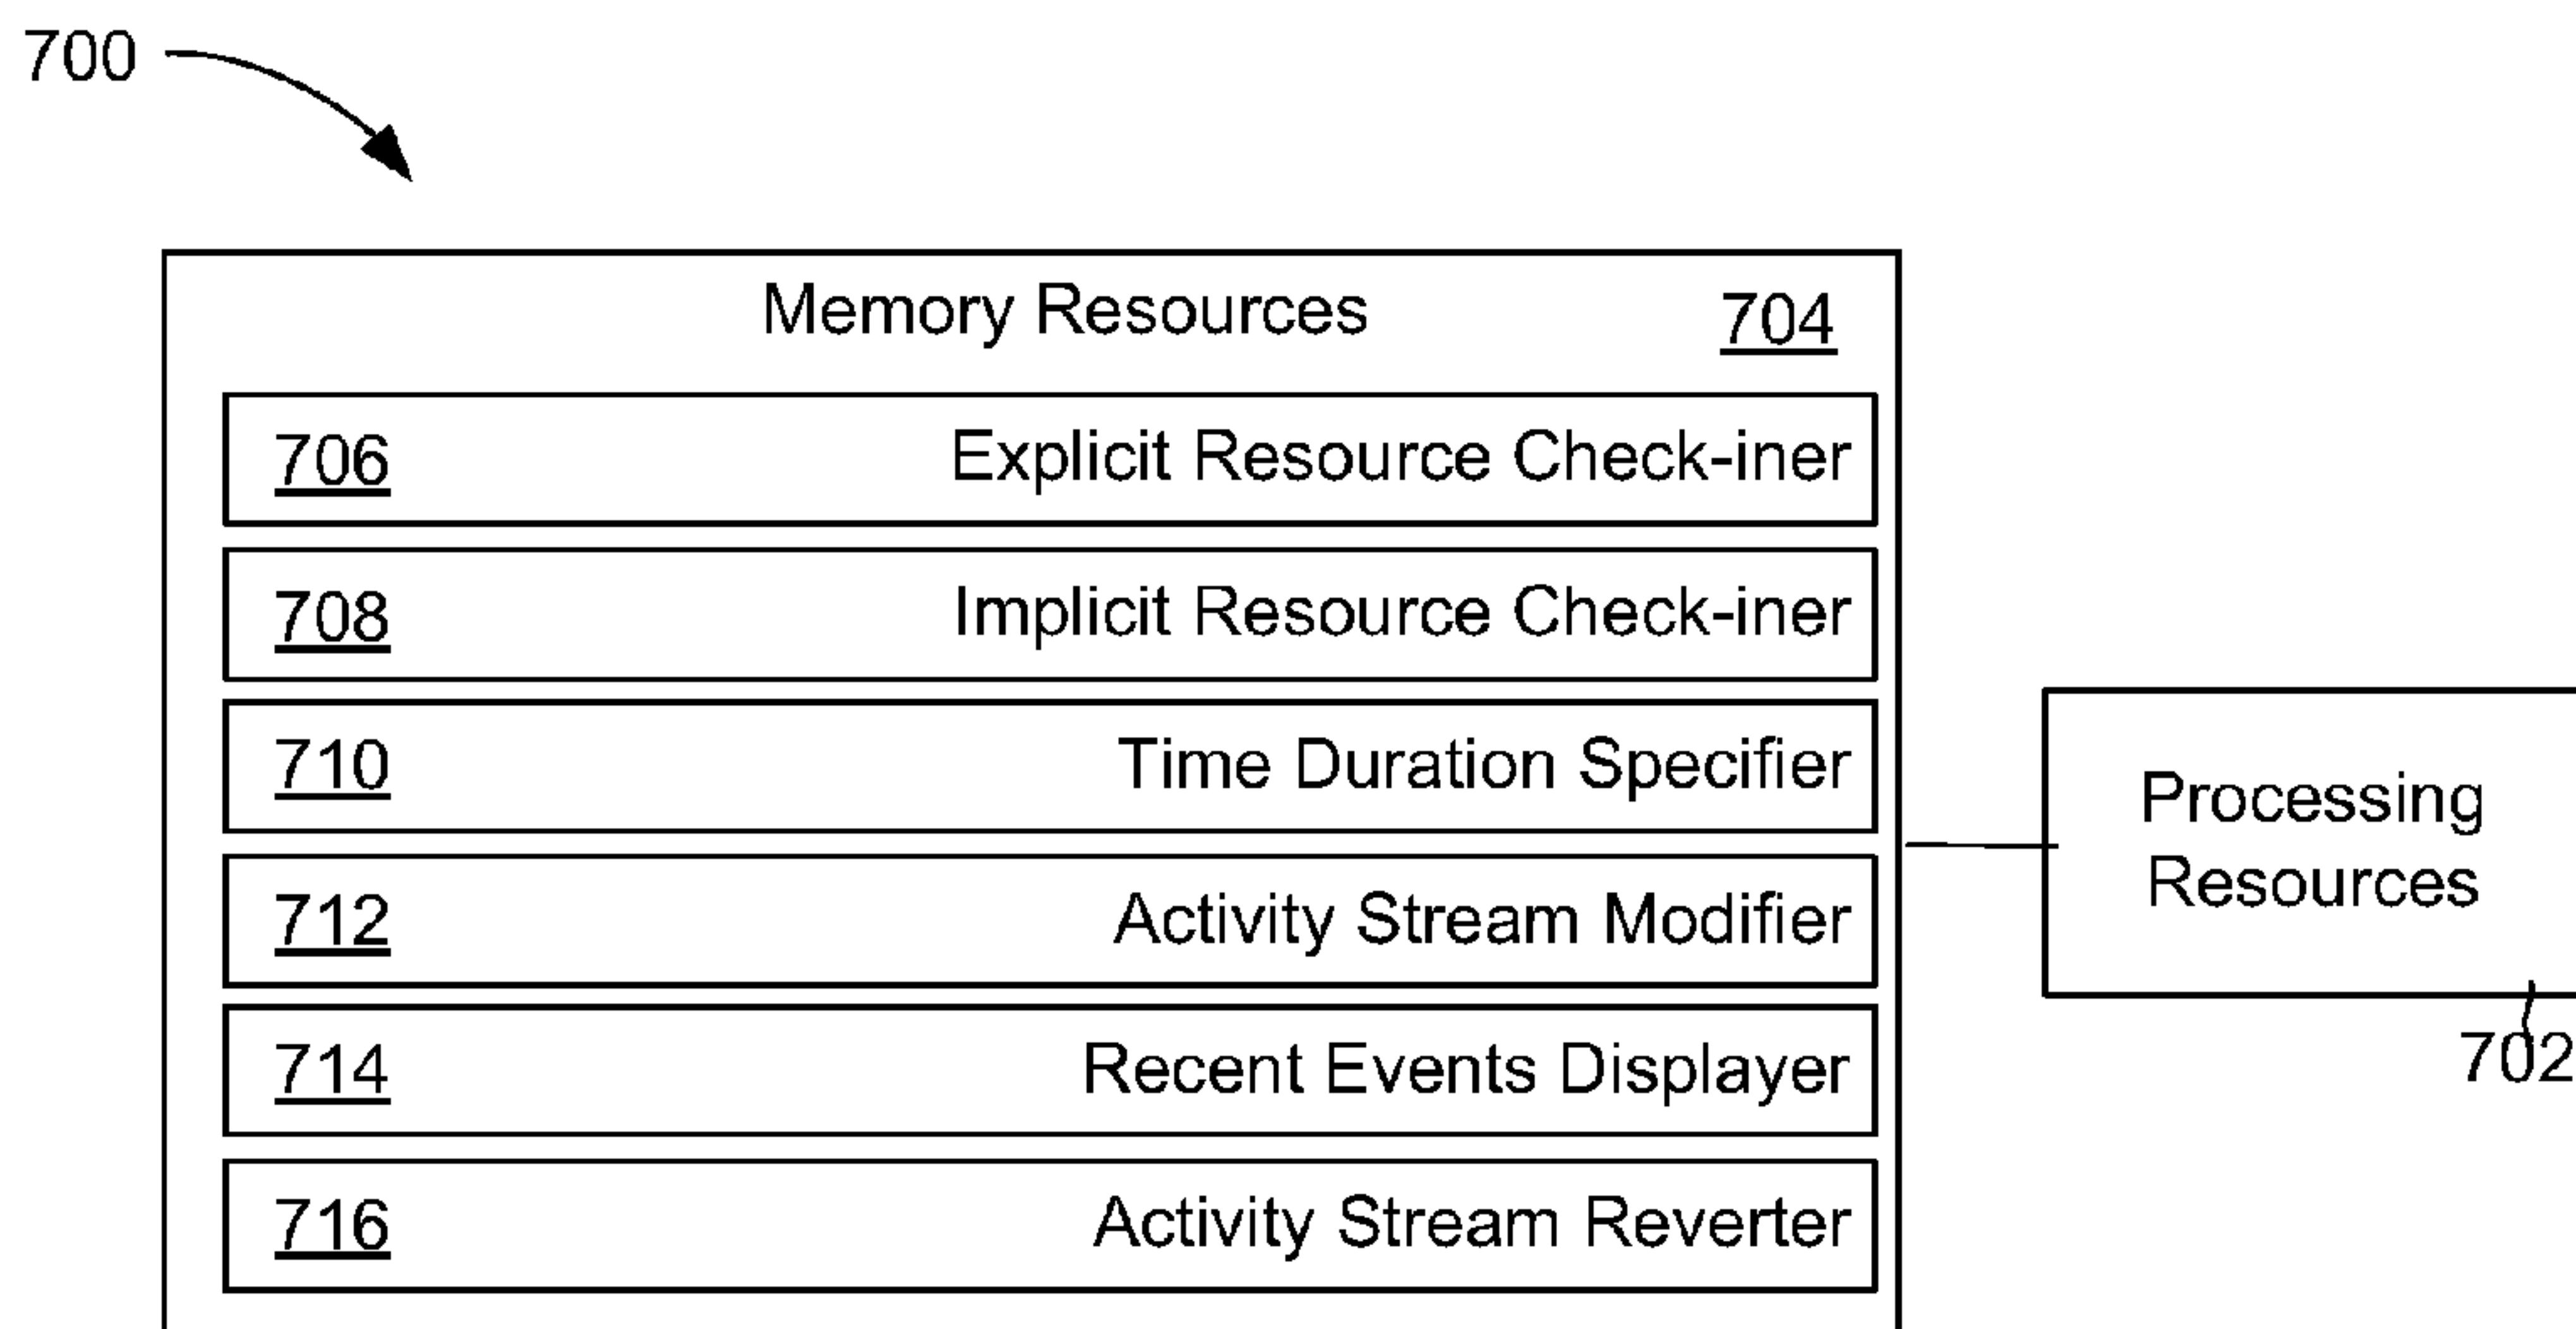 700
Memory Resources 704
706 Explicit Resource Check-iner
708 Implicit Resource Check-iner
710 Time Duration Specifier
712 Activity Stream Modifier
714 Recent Events Displayer
716 Activity Stream Reverter
Processing
Resources
702